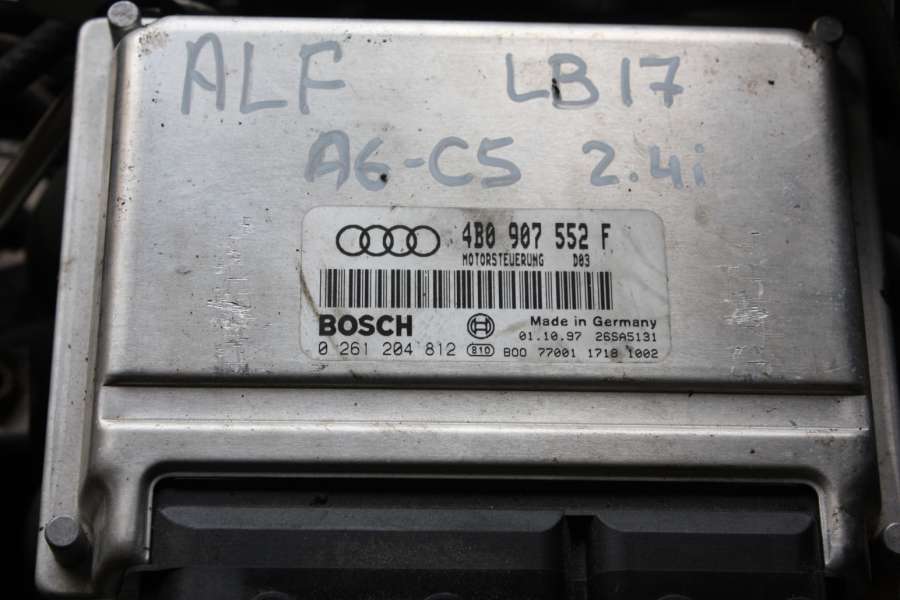 ALF LB17
A6-C5 2.4i
4B0 907 552 F
MOTORSTEUERUNG D03
BOSCH Made in Germany
01.10.97 26SA5131
0 261 204 812 810 B00 77001 1718 1002